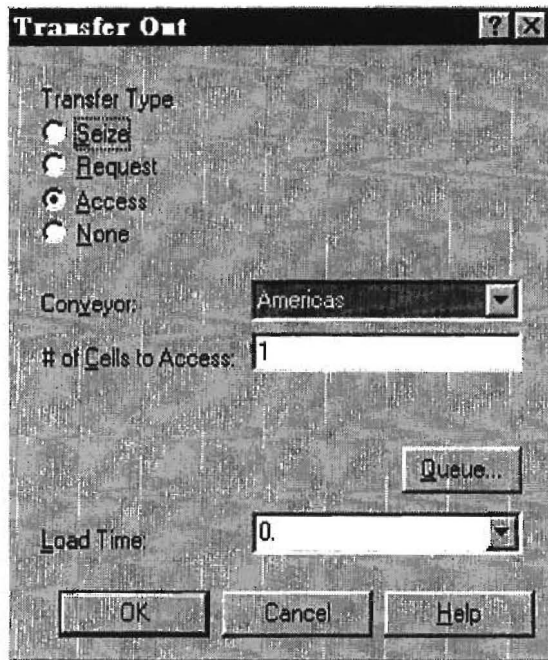 Transfer Out
Transfer Type
Seize
Request
Access
None
Conveyor: Americas
# of Cells to Access: 1
Queue...
Load Time: 0.
OK Cancel Help